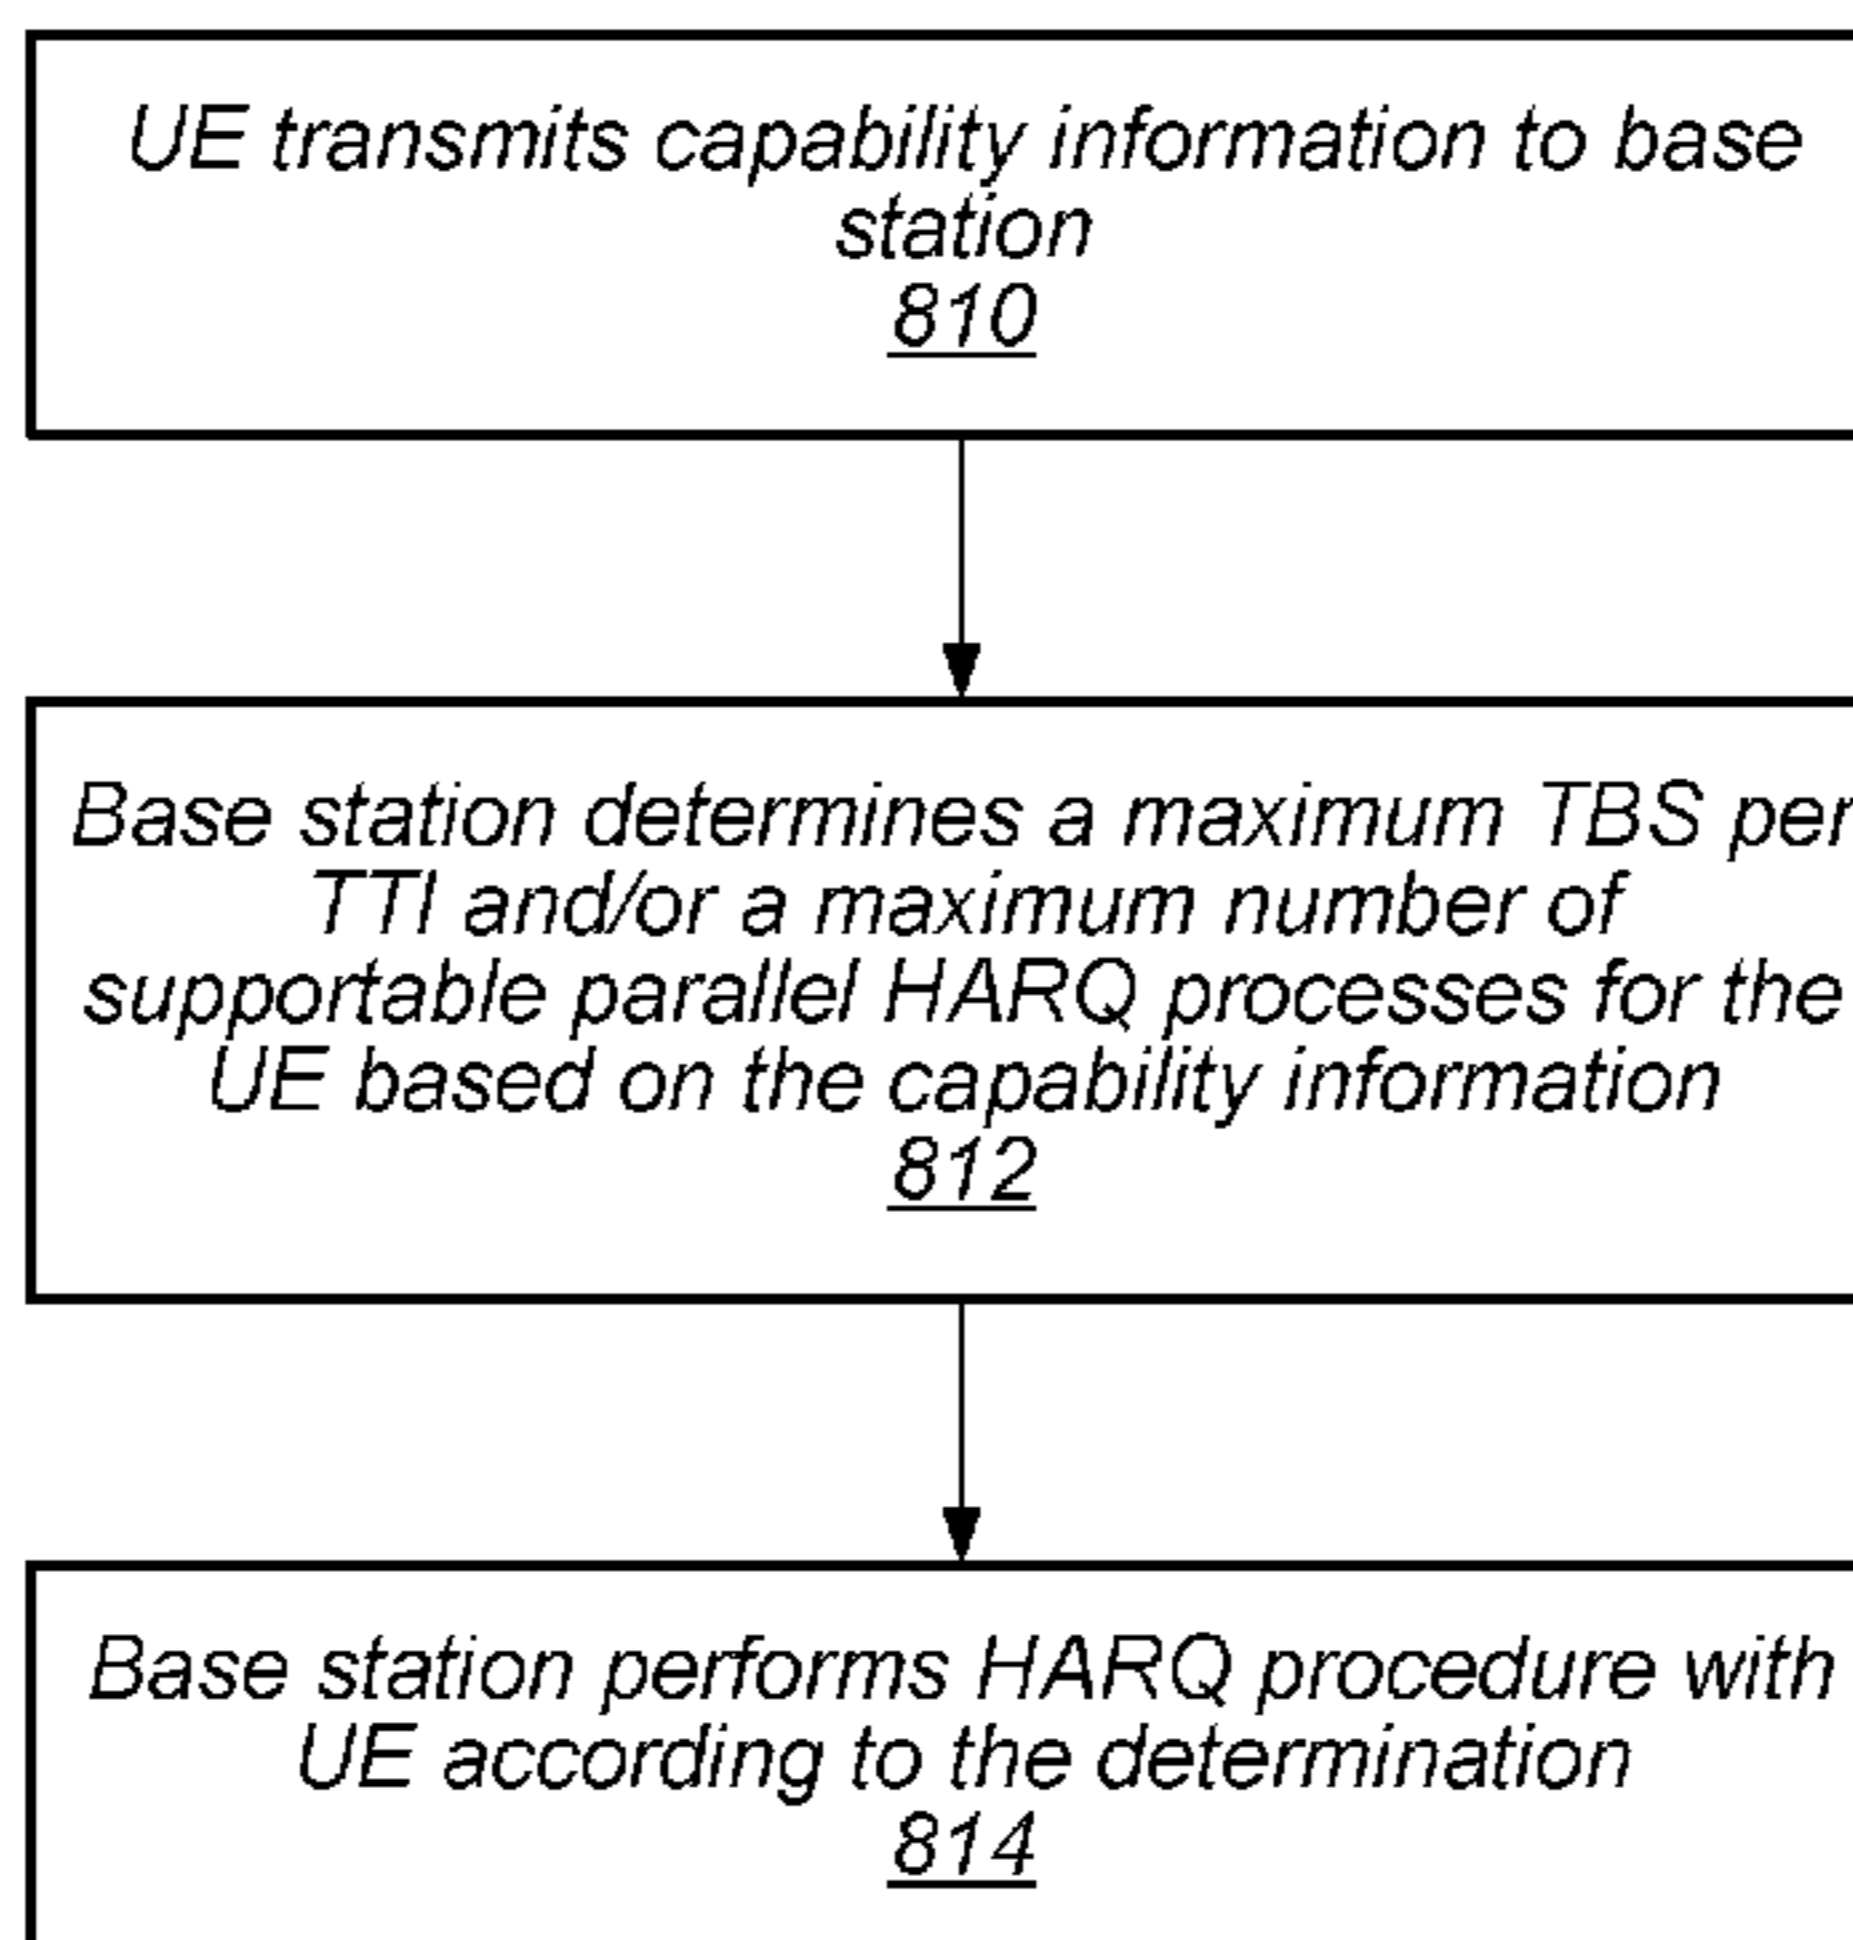 UE transmits capability information to base
station
810
Base station determines a maximum TBS per
TTI and/or a maximum number of
supportable parallel HARQ processes for the
UE based on the capability information
812
Base station performs HARQ procedure with
UE according to the determination
814